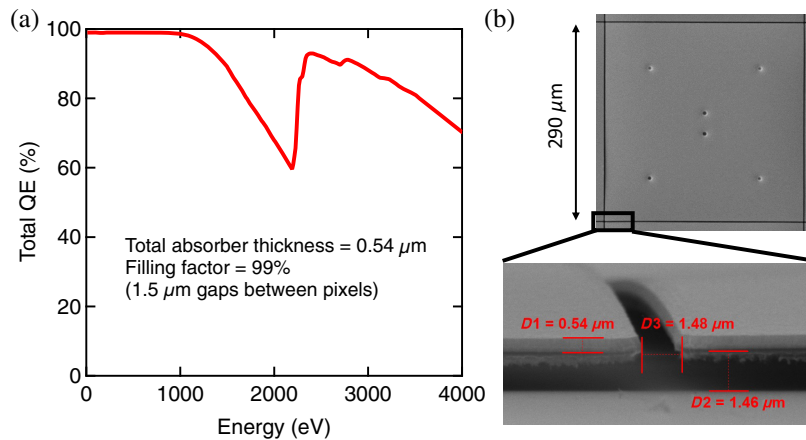 (a)
100
80
60
40
20
0
Total QE (%)
Total absorber thickness = 0.54 µm
Filling factor = 99%
(1.5 µm gaps between pixels)
0
1000
2000
3000
4000
Energy (eV)
(b)
290 µm
D1 = 0.54 µm
D3 = 1.48 µm
D2 = 1.46 µm